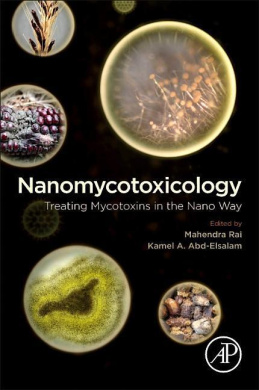 Nanomycotoxicology
Treating Mycotoxins in the Nano Way
Edited by
Mahendra Rai
Kamel A. Abd-Elsalam